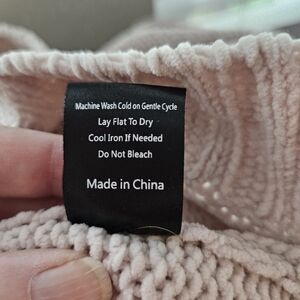 Machine Wash Cold on Gentle Cycle
Lay Flat To Dry
Cool Iron If Needed
Do Not Bleach
Made in China